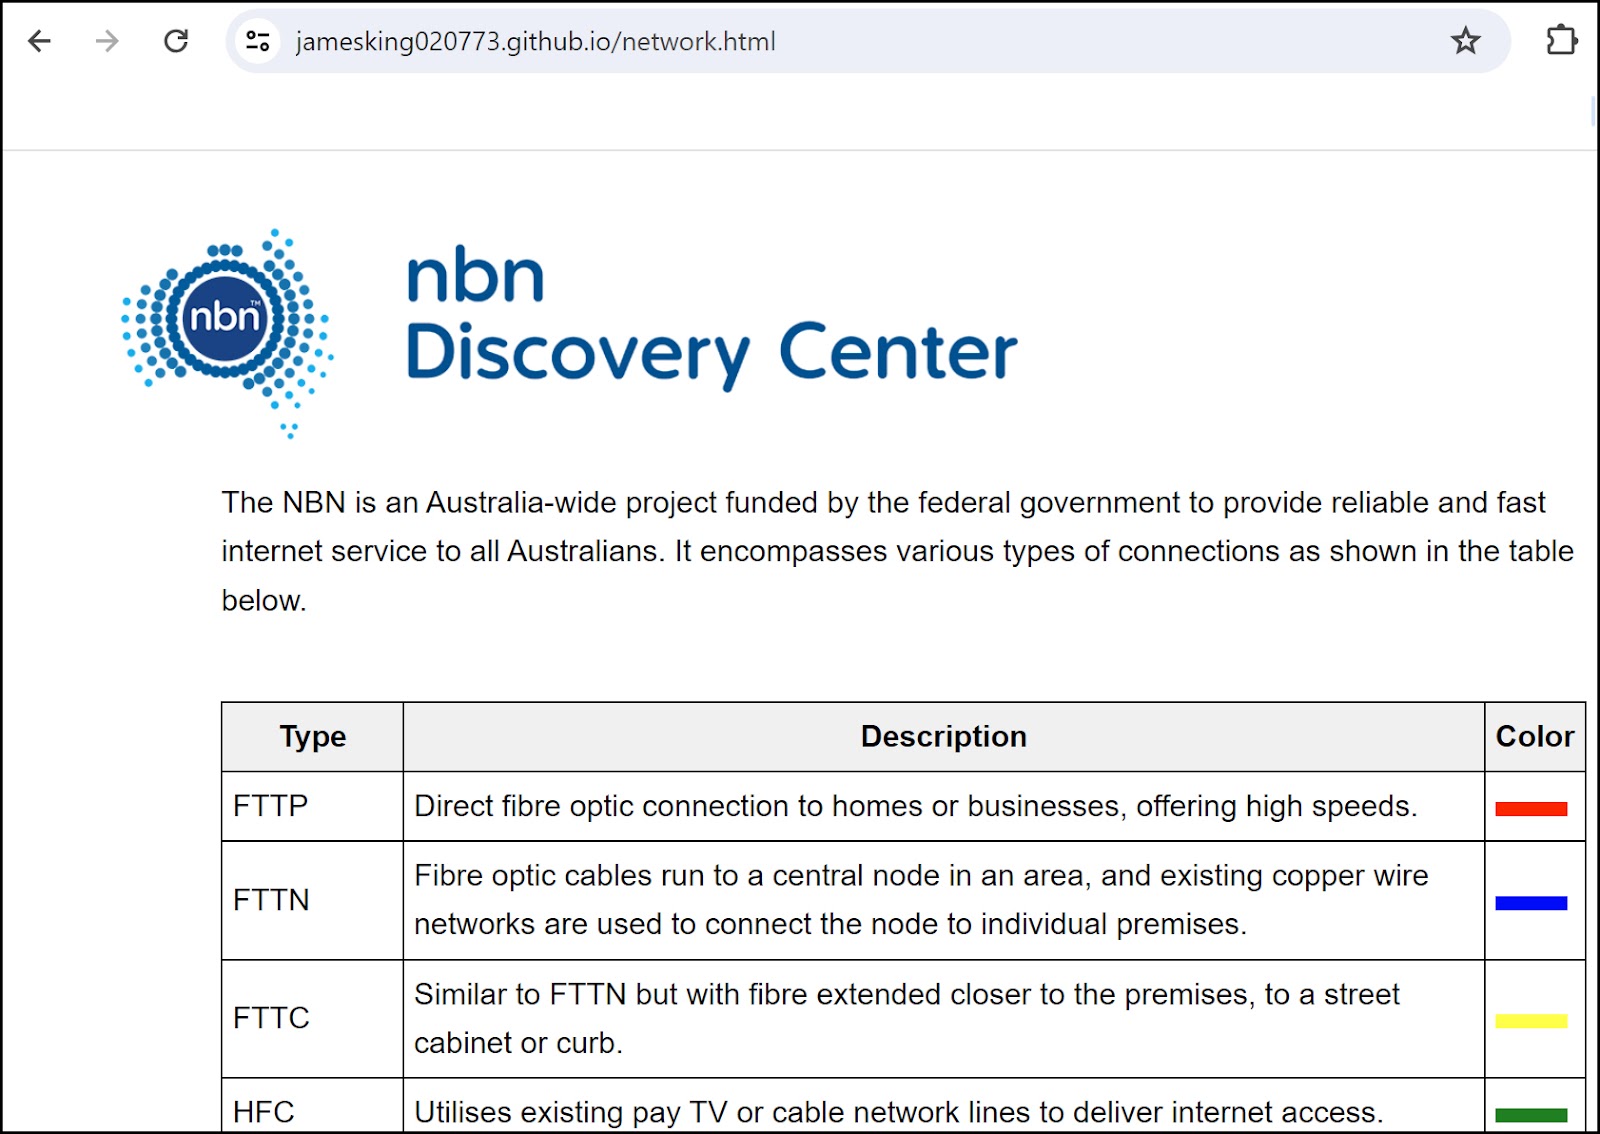 jamesking020773.github.io/network.html
nbn™
nbn
Discovery Center
The NBN is an Australia-wide project funded by the federal government to provide reliable and fast
internet service to all Australians. It encompasses various types of connections as shown in the table
below.
Type Description Color
FTTP Direct fibre optic connection to homes or businesses, offering high speeds.
FTTN Fibre optic cables run to a central node in an area, and existing copper wire
networks are used to connect the node to individual premises.
FTTC Similar to FTTN but with fibre extended closer to the premises, to a street
cabinet or curb.
HFC Utilises existing pay TV or cable network lines to deliver internet access.